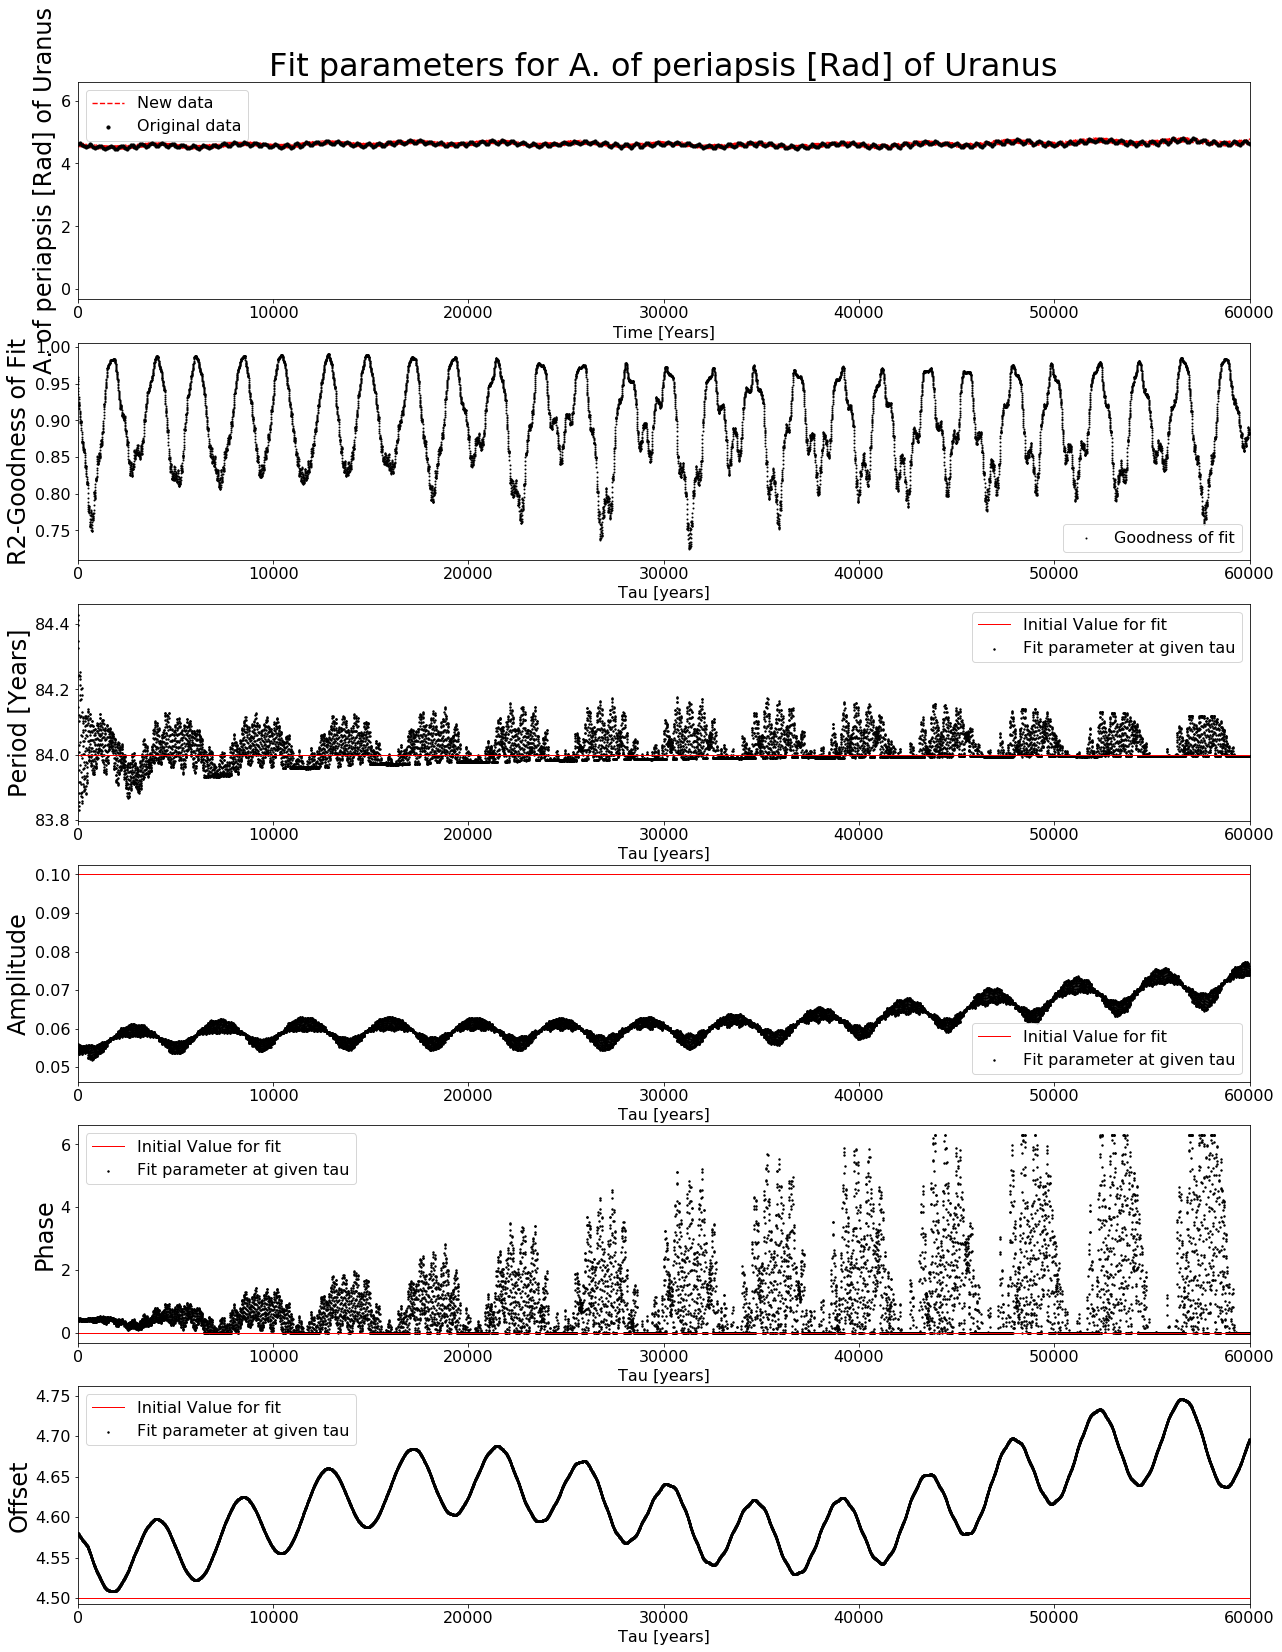 Fit parameters for A. of periapsis [Rad] of Uranus
A. of periapsis [Rad] of Uranus
6
4
2
0
New data
Original data
0 10000 20000 30000 40000 50000 60000
Time [Years]
R2-Goodness of Fit
1.00
0.95
0.90
0.85
0.80
0.75
Goodness of fit
0 10000 20000 30000 40000 50000 60000
Tau [years]
Period [Years]
84.4
84.2
84.0
83.8
Initial Value for fit
Fit parameter at given tau
0 10000 20000 30000 40000 50000 60000
Tau [years]
Amplitude
0.10
0.09
0.08
0.07
0.06
0.05
Initial Value for fit
Fit parameter at given tau
0 10000 20000 30000 40000 50000 60000
Tau [years]
Phase
6
4
2
0
Initial Value for fit
Fit parameter at given tau
0 10000 20000 30000 40000 50000 60000
Tau [years]
Offset
4.75
4.70
4.65
4.60
4.55
4.50
Initial Value for fit
Fit parameter at given tau
0 10000 20000 30000 40000 50000 60000
Tau [years]